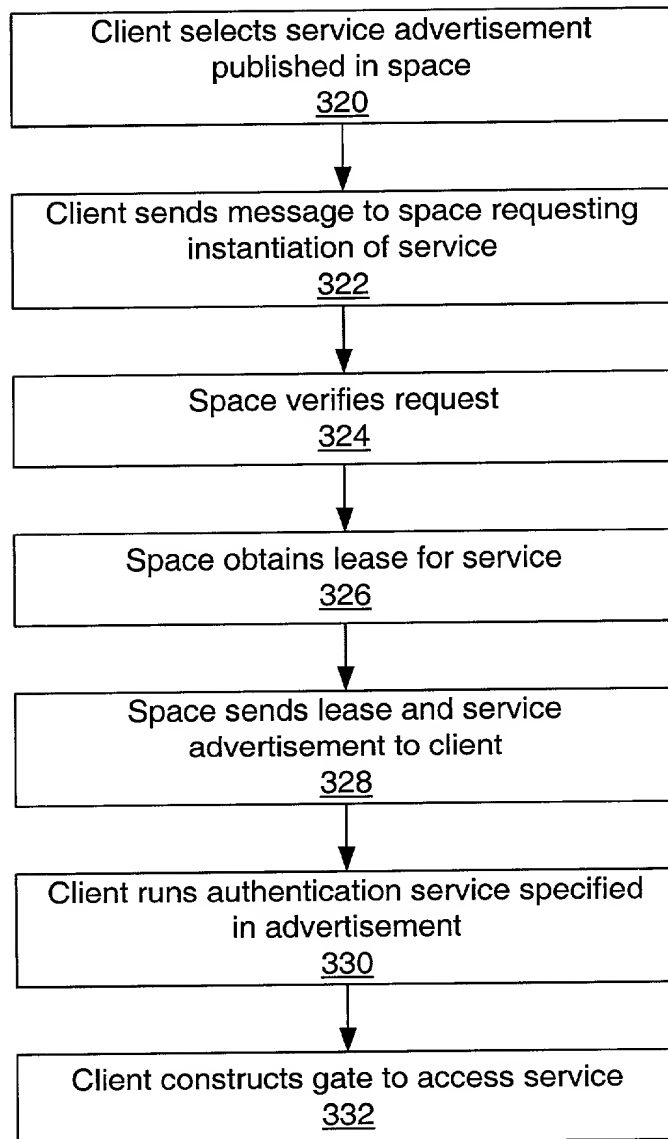 Client selects service advertisement
published in space
320
Client sends message to space requesting
instantiation of service
322
Space verifies request
324
Space obtains lease for service
326
Space sends lease and service
advertisement to client
328
Client runs authentication service specified
in advertisement
330
Client constructs gate to access service
332